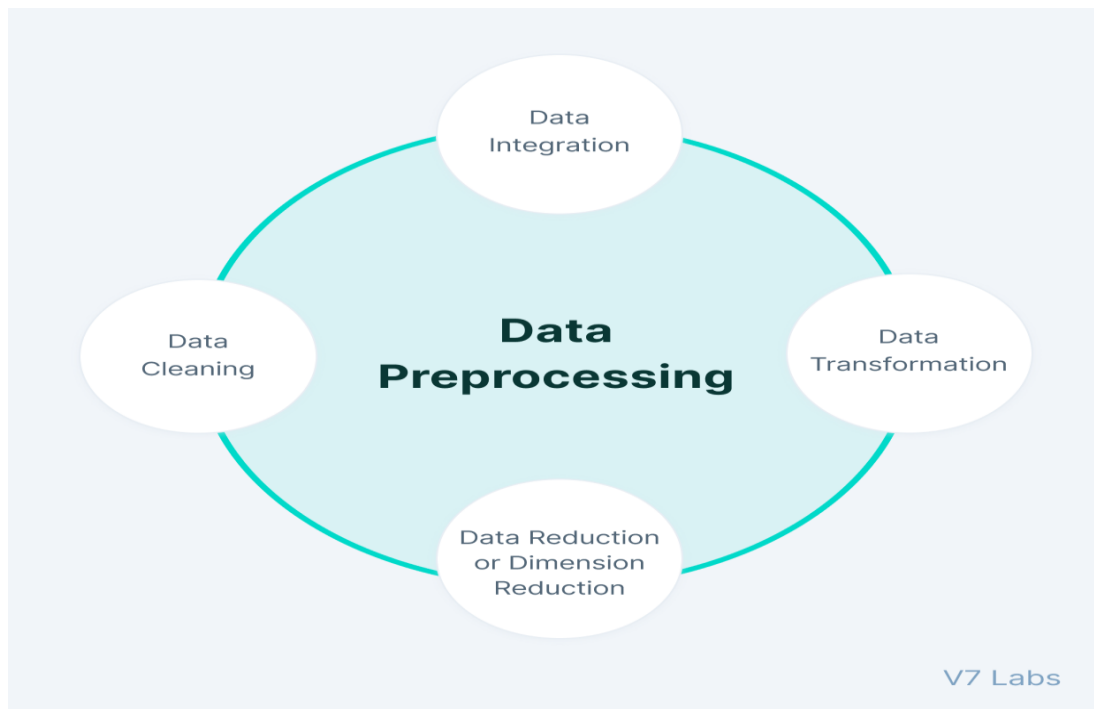 Data
Integration
Data
Cleaning
Data
Preprocessing
Data
Transformation
Data Reduction
or Dimension
Reduction
V7 Labs